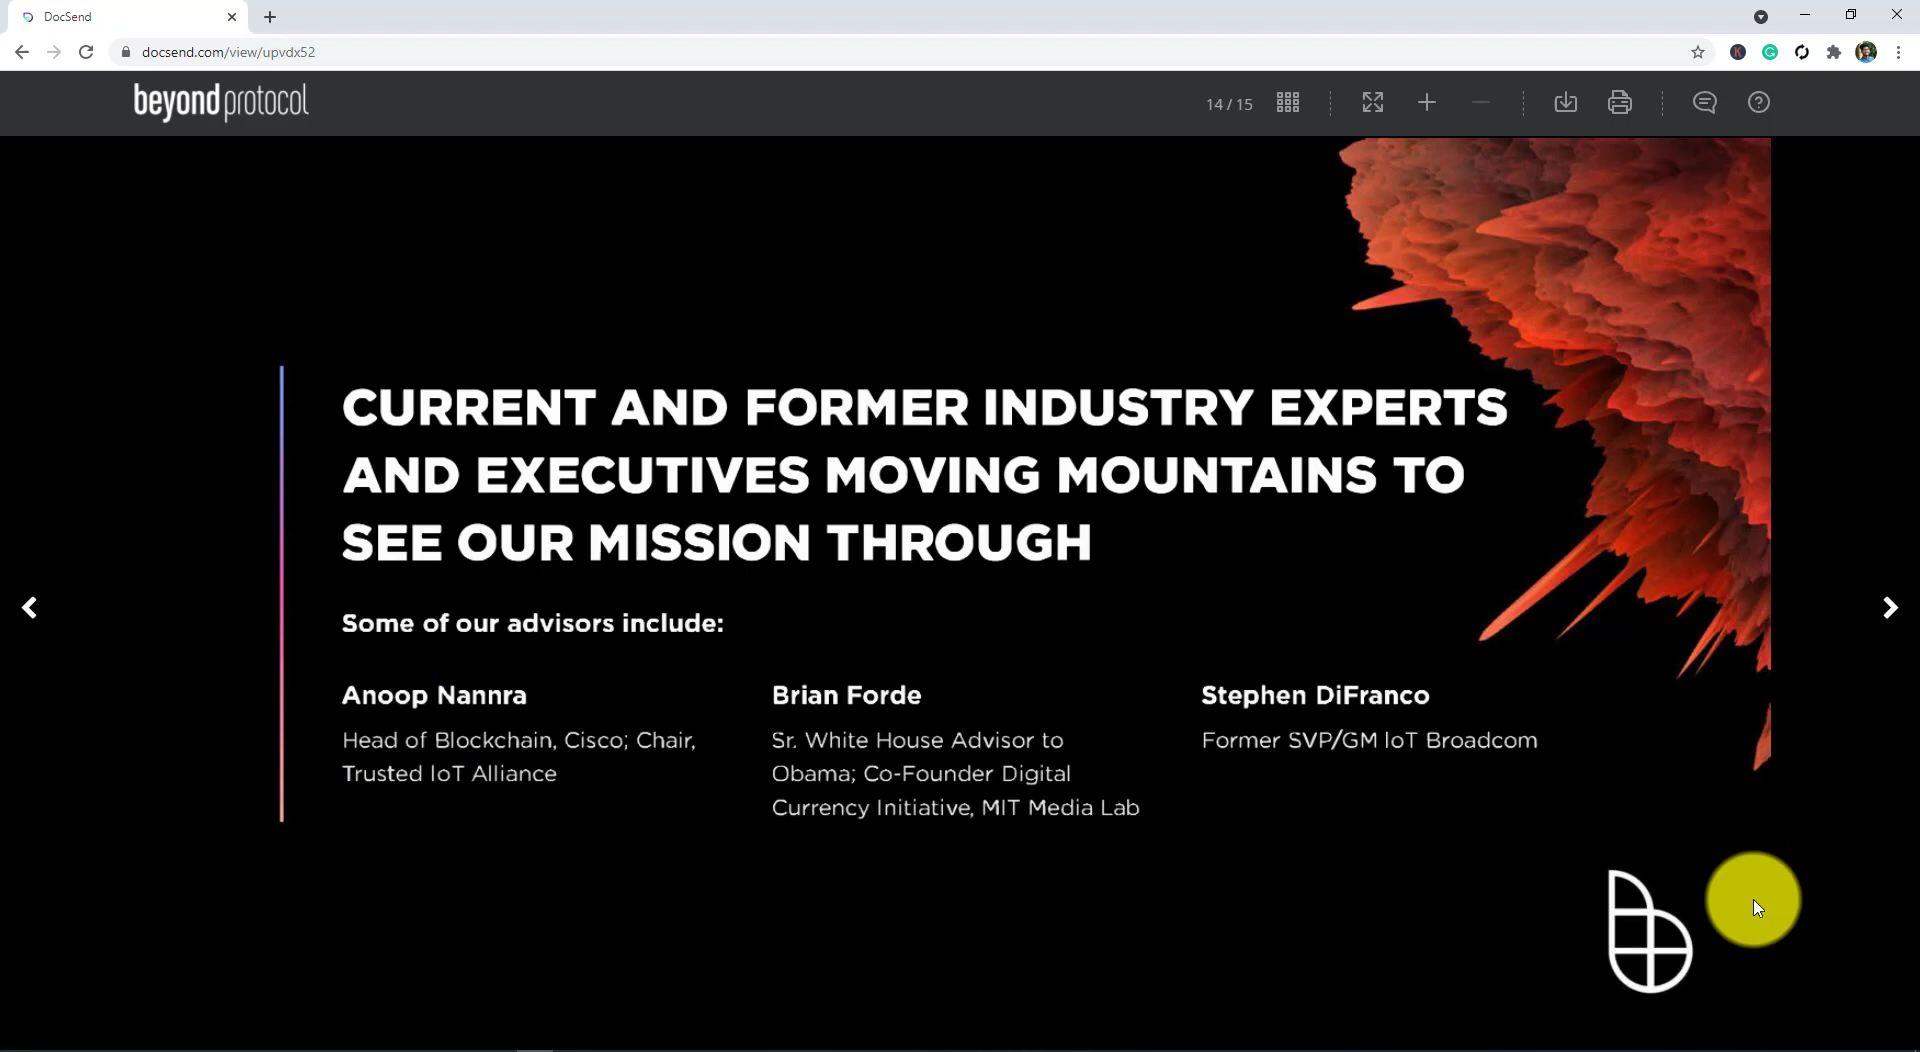 DocSend
docsend.com/view/upvdx52
beyond protocol
14 / 15
CURRENT AND FORMER INDUSTRY EXPERTS
AND EXECUTIVES MOVING MOUNTAINS TO
SEE OUR MISSION THROUGH
Some of our advisors include:
Anoop Nannra
Head of Blockchain, Cisco; Chair,
Trusted IoT Alliance
Brian Forde
Sr. White House Advisor to
Obama; Co-Founder Digital
Currency Initiative, MIT Media Lab
Stephen DiFranco
Former SVP/GM IoT Broadcom